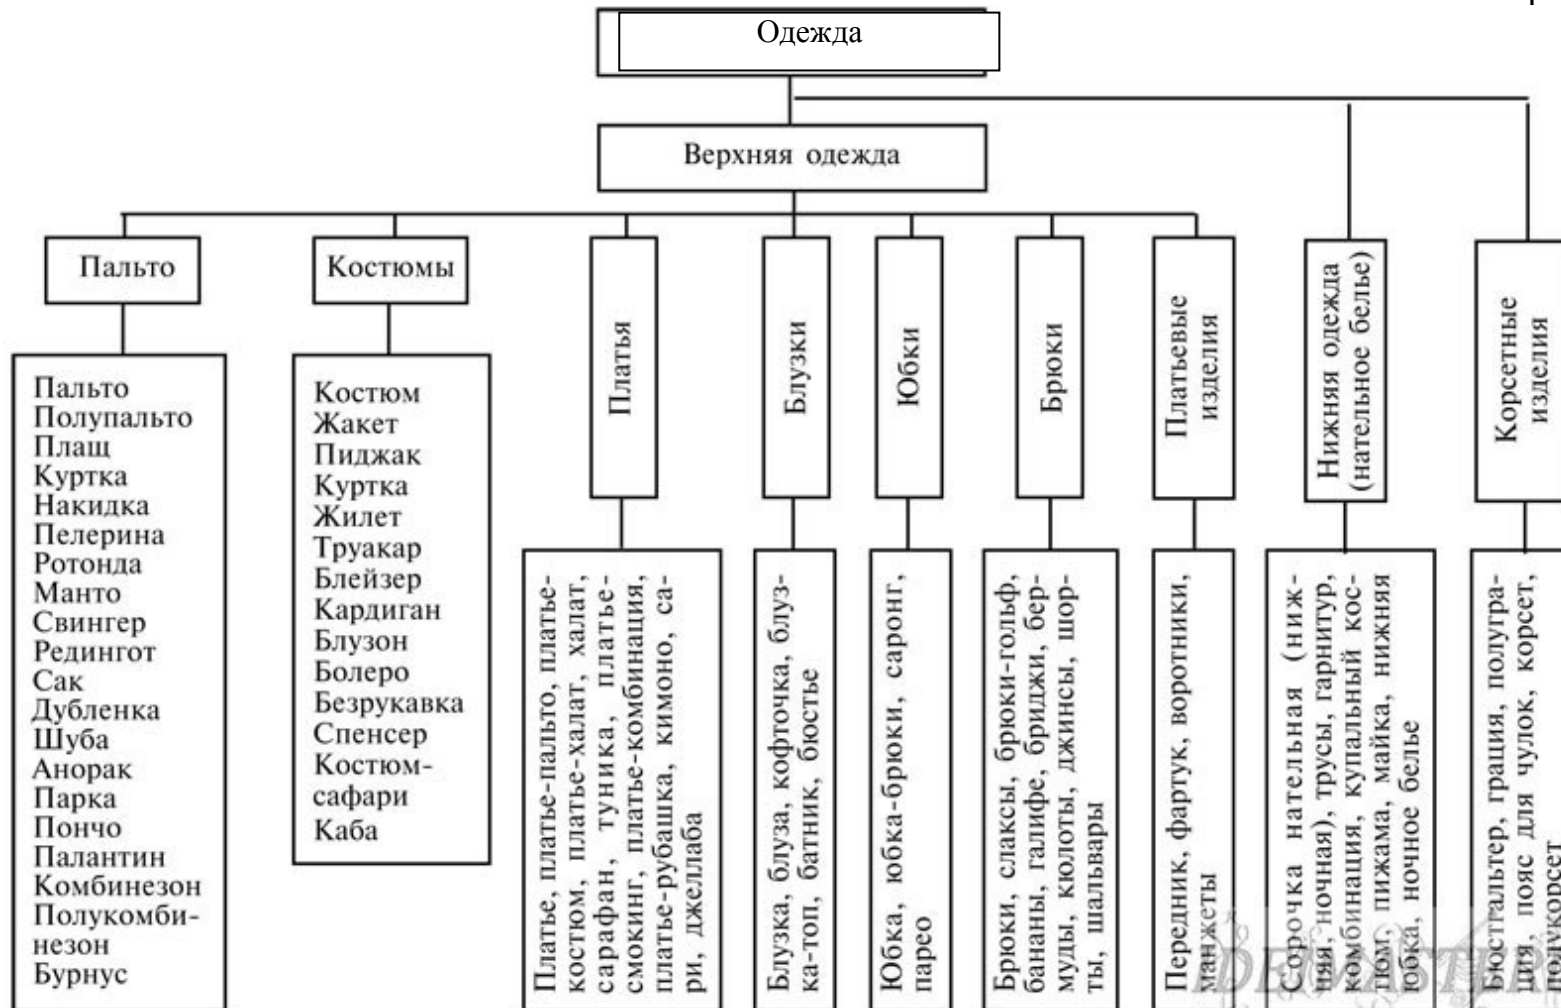 Одежда
Верхняя одежда
Пальто
Костюмы
Платья
Блузки
Юбки
Брюки
Платьевые
изделия
Нижняя одежда
(нательное белье)
Корсетные
изделия
Пальто
Полупальто
Плащ
Куртка
Накидка
Пелерина
Ротонда
Манто
Свингер
Редингот
Сак
Дубленка
Шуба
Анорак
Парка
Пончо
Палантин
Комбинезон
Полукомби-
незон
Бурнус
Костюм
Жакет
Пиджак
Куртка
Жилет
Труакар
Блейзер
Кардиган
Блузон
Болеро
Безрукавка
Спенсер
Костюм-
сафари
Каба
Платье, платье-пальто, платье-
костюм, платье-халат, халат,
сарафан, туника, платье-
смокинг, платье-комбинация,
платье-рубашка, кимоно, са-
ри, джеллаба
Блузка, блуза, кофточка, блуз-
ка-топ, батник, бюстье
Юбка, юбка-брюки, саронг,
парео
Брюки, слаксы, брюки-гольф,
бананы, галифе, бриджи, бер-
муды, кюлоты, джинсы, шор-
ты, шальвары
Передник, фартук, воротники,
манжеты
Сорочка нательная (ниж-
няя, ночная), трусы, гарнитур,
комбинация, купальный кос-
тюм, пижама, майка, нижняя
юбка, ночное белье
Бюстгальтер, грация, полугра-
ция, пояс для чулок, корсет,
полукорсет